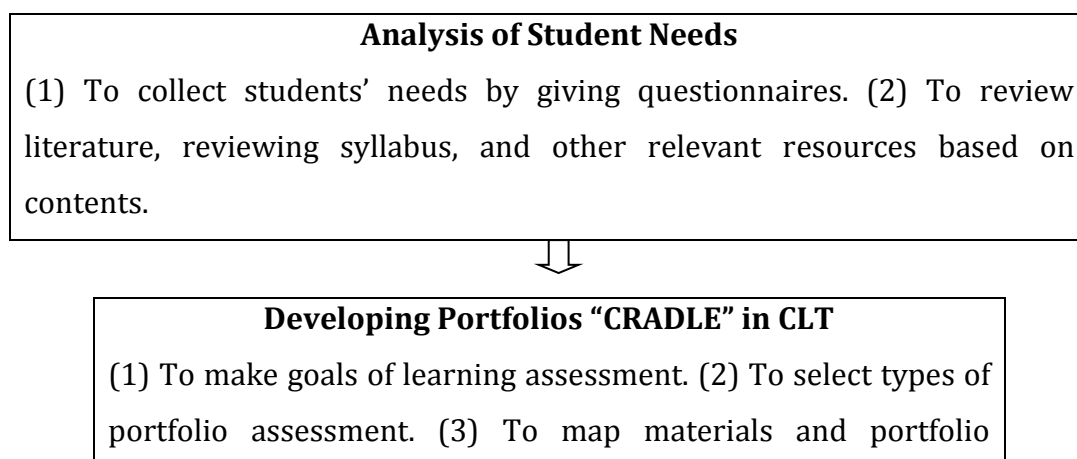 Analysis of Student Needs
(1) To collect students’ needs by giving questionnaires. (2) To review
literature, reviewing syllabus, and other relevant resources based on
contents.
Developing Portfolios “CRADLE” in CLT
(1) To make goals of learning assessment. (2) To select types of
portfolio assessment. (3) To map materials and portfolio